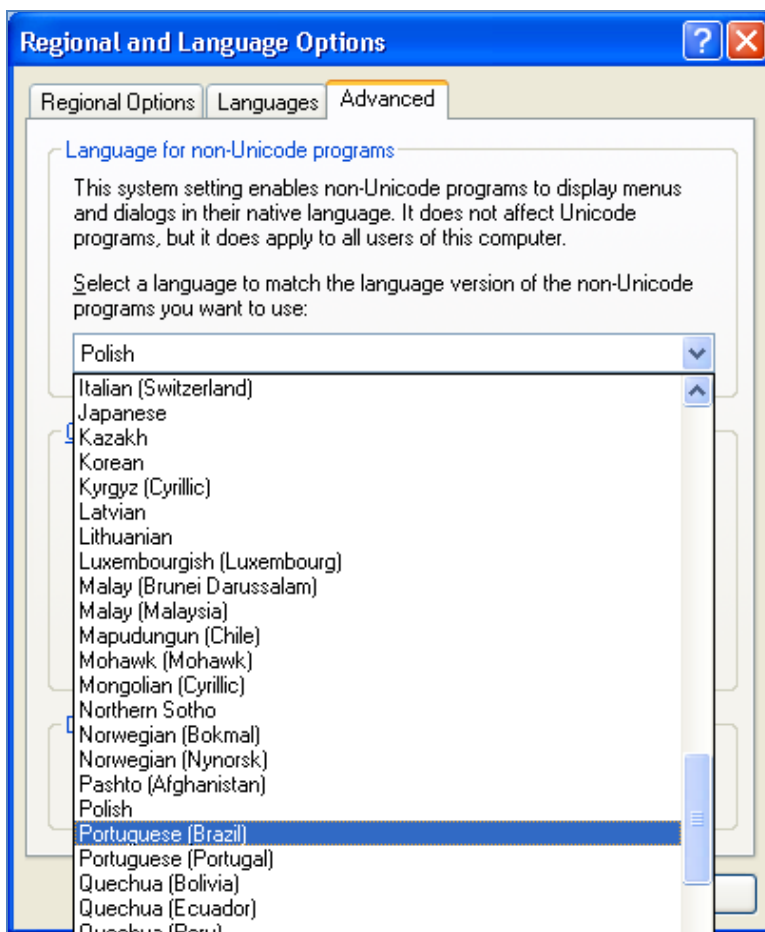 Regional and Language Options
Regional Options Languages Advanced
Language for non-Unicode programs
This system setting enables non-Unicode programs to display menus
and dialogs in their native language. It does not affect Unicode
programs, but it does apply to all users of this computer.
Select a language to match the language version of the non-Unicode
programs you want to use:
Polish
Italian (Switzerland)
Japanese
Kazakh
Korean
Kyrgyz (Cyrillic)
Latvian
Lithuanian
Luxembourgish (Luxembourg)
Malay (Brunei Darussalam)
Malay (Malaysia)
Mapudungun (Chile)
Mohawk (Mohawk)
Mongolian (Cyrillic)
Northern Sotho
Norwegian (Bokmal)
Norwegian (Nynorsk)
Pashto (Afghanistan)
Polish
Portuguese (Brazil)
Portuguese (Portugal)
Quechua (Bolivia)
Quechua (Ecuador)
Quechua (Peru)